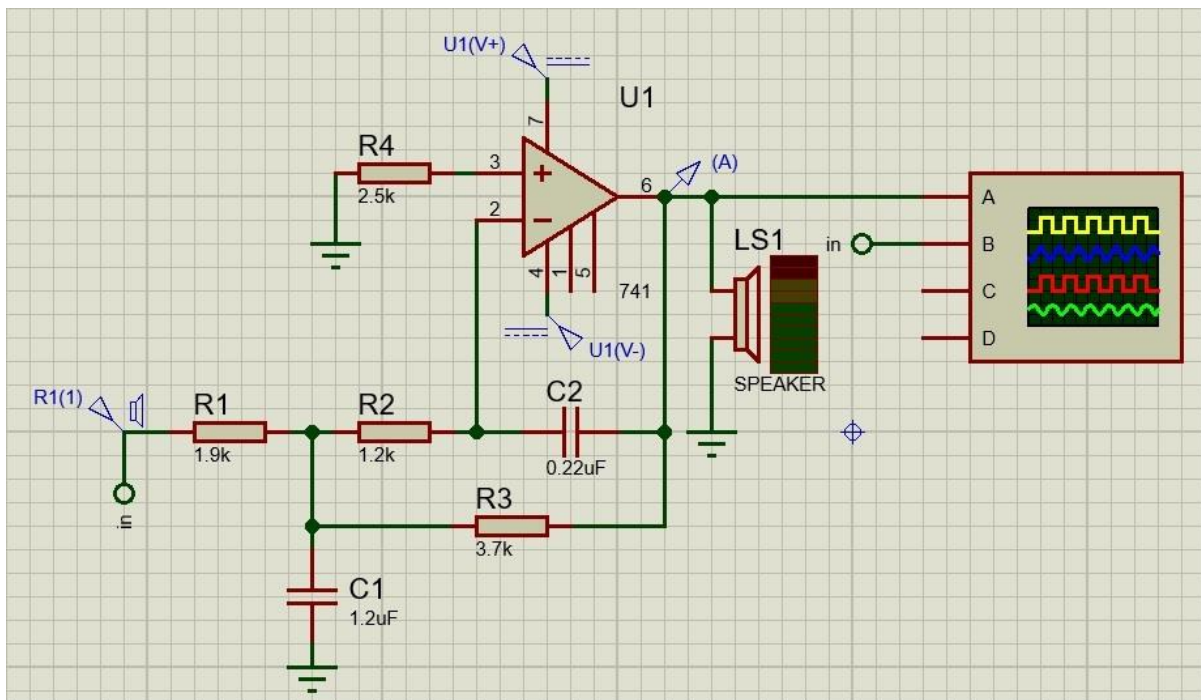 U1(V+)
U1
7
R4
2.5k
3
2
6
(A)
4
1
5
741
U1(V-)
in
LS1
SPEAKER
A
B
C
D
R1(1)
R1
1.9k
R2
1.2k
C2
0.22uF
in
R3
3.7k
C1
1.2uF